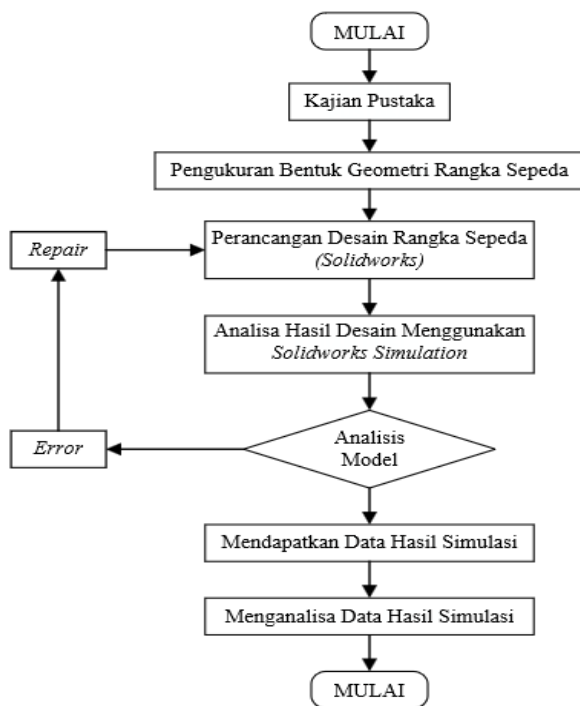 MULAI
Kajian Pustaka
Pengukuran Bentuk Geometri Rangka Sepeda
Repair
Perancangan Desain Rangka Sepeda
(Solidworks)
Analisa Hasil Desain Menggunakan
Solidworks Simulation
Error
Analisis
Model
Mendapatkan Data Hasil Simulasi
Menganalisa Data Hasil Simulasi
MULAI